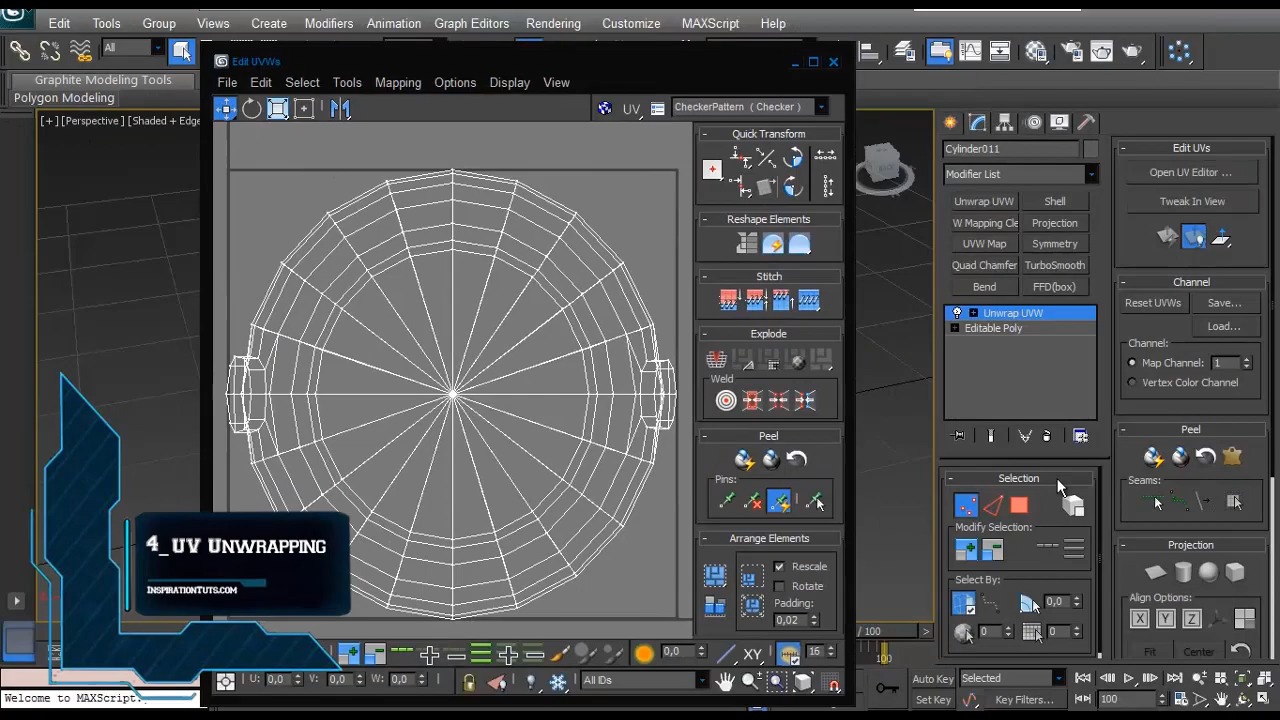 Edit Tools Group Views Create Modifiers Animation Graph Editors Rendering Customize MAXScript Help
All
Graphite Modeling Tools
Polygon Modeling
[+] [Perspective] [Shaded + Edge
Edit UVWs
File Edit Select Tools Mapping Options Display View
UV
CheckerPattern ( Checker )
Quick Transform
Reshape Elements
Stitch
Explode
Weld
Peel
Pins:
Arrange Elements
Rescale
Rotate
Padding:
0,02
0,0
XY
16
U: 0,0 V: 0,0 W: 0,0
All IDs
Cylinder011
Modifier List
Unwrap UVW Shell
W Mapping Cle Projection
UVW Map Symmetry
Quad Chamfer TurboSmooth
Bend FFD(box)
Unwrap UVW
Editable Poly
Selection
Modify Selection:
Select By:
0,0
0 0
Edit UVs
Open UV Editor ...
Tweak In View
Channel
Reset UVWs Save...
Load...
Channel:
Map Channel: 1
Vertex Color Channel
Peel
Seams:
Projection
Align Options:
X Y Z
Fit Center
4_UV Unwrapping
InspirationTuts.com
/ 100
100
Welcome to MAXScript.
Auto Key Selected
Set Key Key Filters... 100